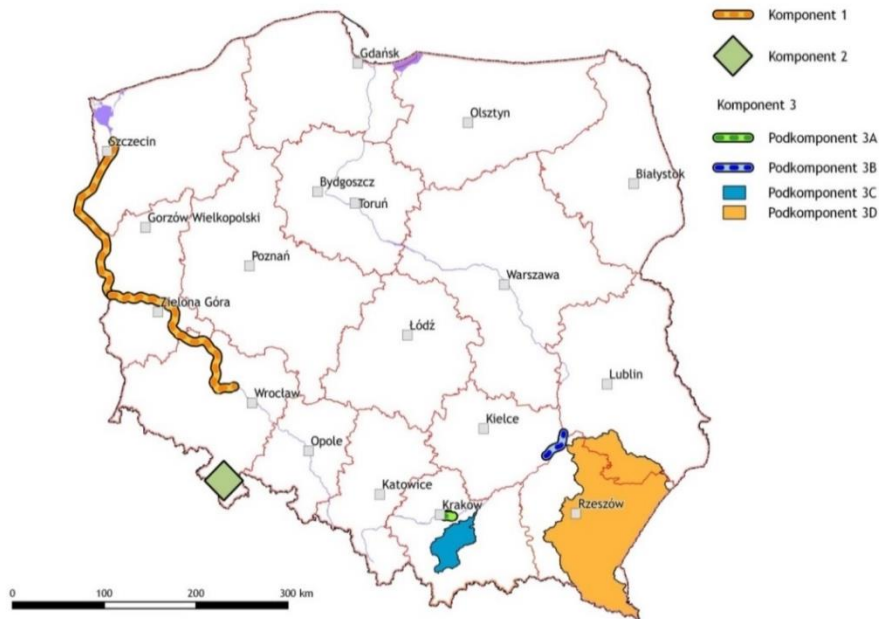 Komponent 1
Komponent 2
Komponent 3
Podkomponent 3A
Podkomponent 3B
Podkomponent 3C
Podkomponent 3D
Gdańsk
Olsztyn
Szczecin
Białystok
Bydgoszcz
Toruń
Gorzów Wielkopolski
Poznań
Warszawa
Zielona Góra
Łódź
Lublin
Wrocław
Kielce
Opole
Katowice
Kraków
Rzeszów
0 100 200 300 km